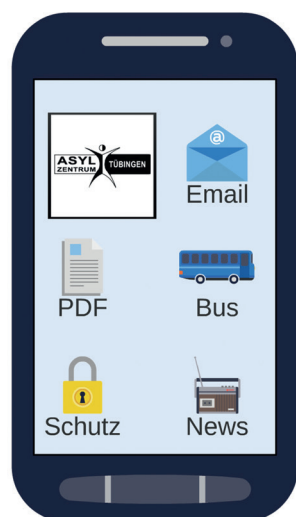 ASYL
ZENTRUM
TÜBINGEN
@
Email
PDF
Bus
Schutz
News